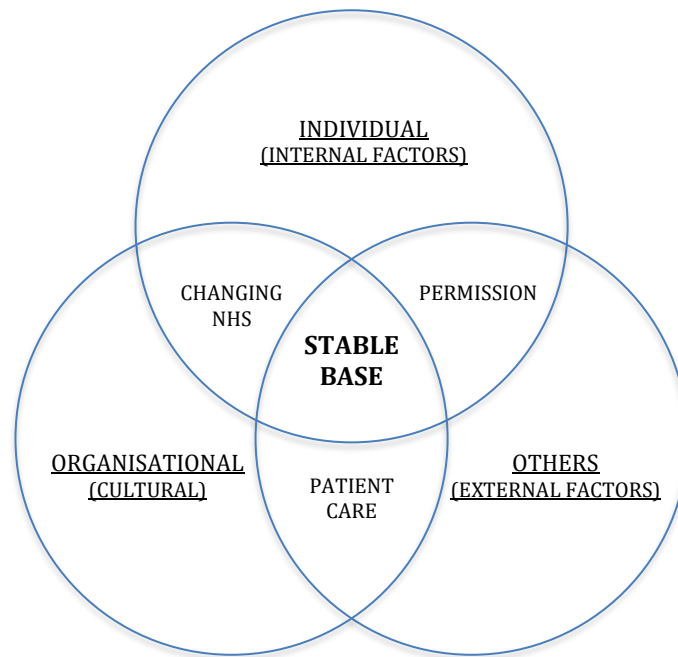 INDIVIDUAL
(INTERNAL FACTORS)
CHANGING
NHS
PERMISSION
STABLE
BASE
ORGANISATIONAL
(CULTURAL)
PATIENT
CARE
OTHERS
(EXTERNAL FACTORS)